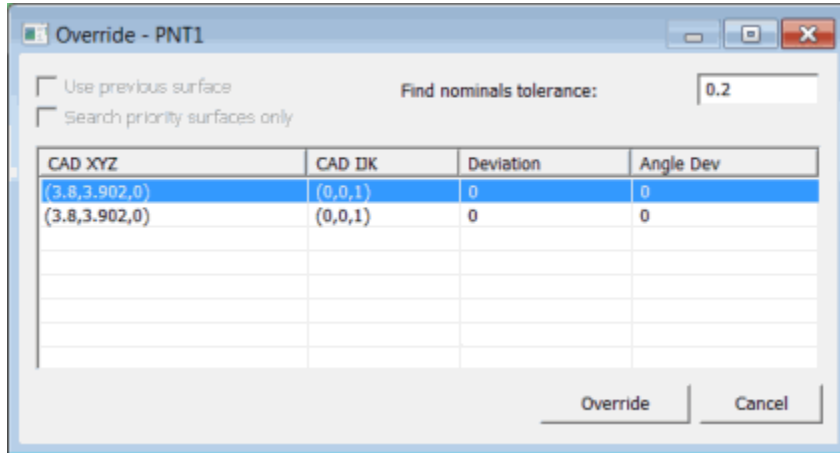 Override - PNT1
Use previous surface
Find nominals tolerance: 0.2
Search priority surfaces only
CAD XYZ CAD IJK Deviation Angle Dev
(3.8,3.902,0) (0,0,1) 0 0
(3.8,3.902,0) (0,0,1) 0 0
Override Cancel